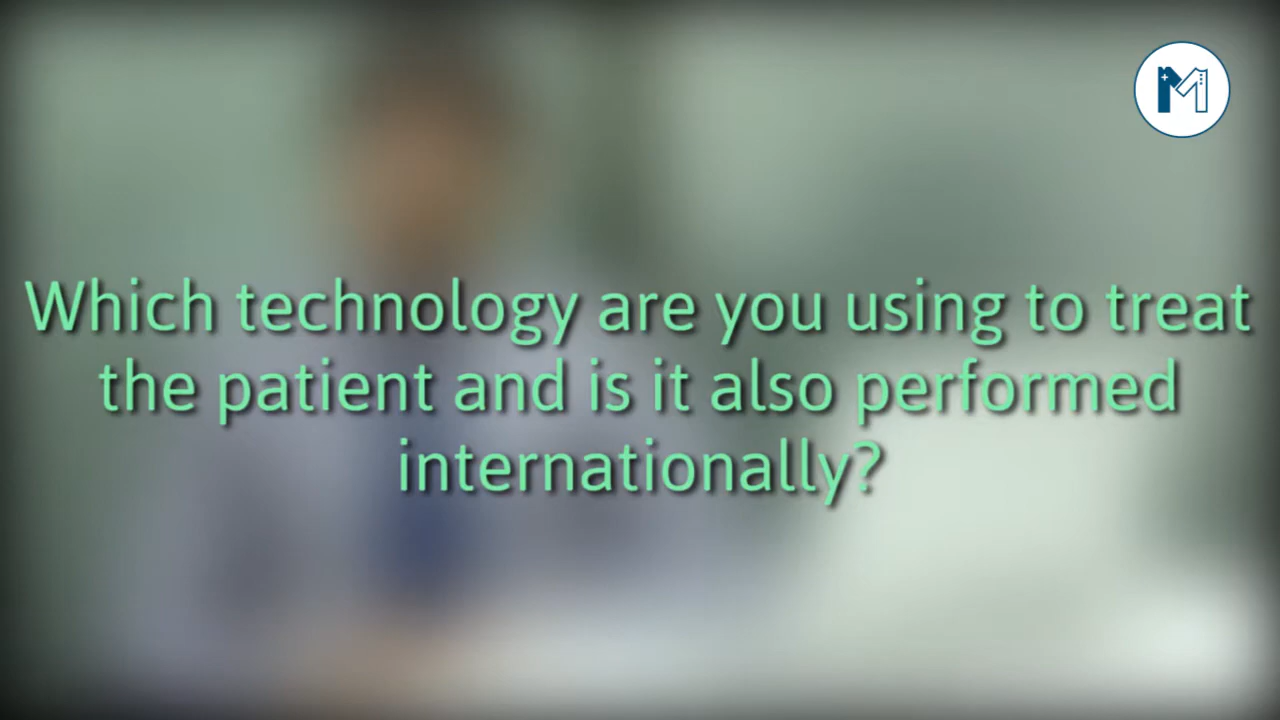 Which technology are you using to treat
the patient and is it also performed
internationally?
M